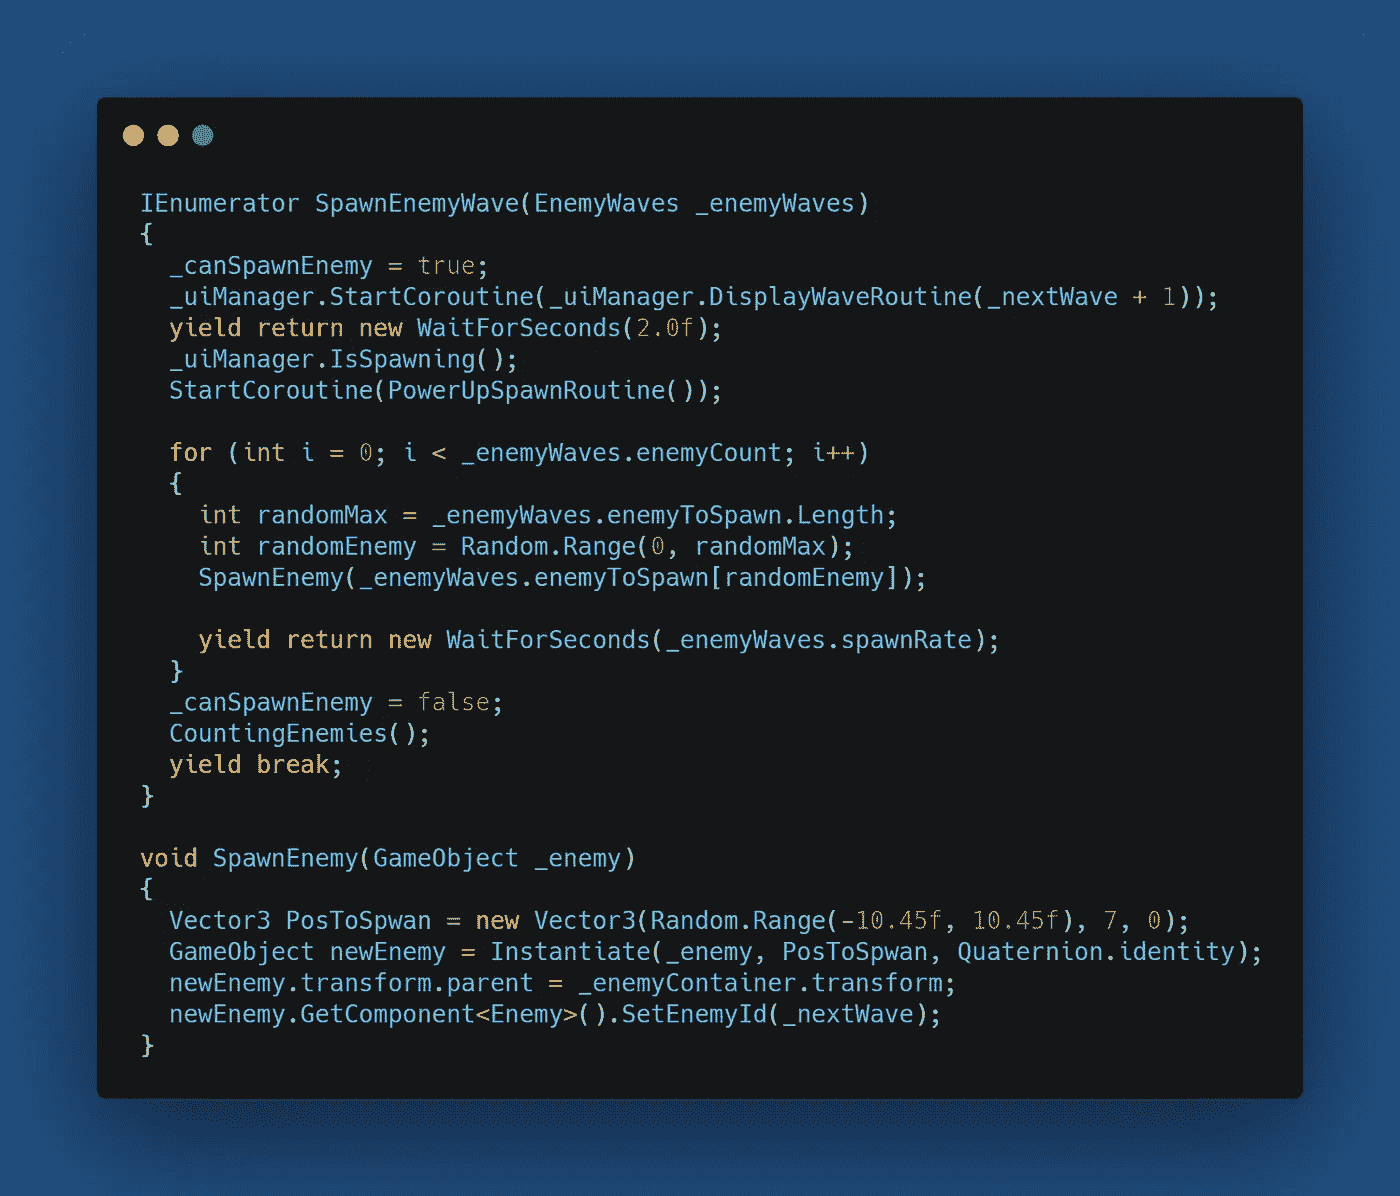 IEnumerator SpawnEnemyWave(EnemyWaves _enemyWaves)
{
  _canSpawnEnemy = true;
  _uiManager.StartCoroutine(_uiManager.DisplayWaveRoutine(_nextWave + 1));
  yield return new WaitForSeconds(2.0f);
  _uiManager.IsSpawning();
  StartCoroutine(PowerUpSpawnRoutine());

  for (int i = 0; i < _enemyWaves.enemyCount; i++)
  {
    int randomMax = _enemyWaves.enemyToSpawn.Length;
    int randomEnemy = Random.Range(0, randomMax);
    SpawnEnemy(_enemyWaves.enemyToSpawn[randomEnemy]);

    yield return new WaitForSeconds(_enemyWaves.spawnRate);
  }
  _canSpawnEnemy = false;
  CountingEnemies();
  yield break;
}

void SpawnEnemy(GameObject _enemy)
{
  Vector3 PosToSpwan = new Vector3(Random.Range(-10.45f, 10.45f), 7, 0);
  GameObject newEnemy = Instantiate(_enemy, PosToSpwan, Quaternion.identity);
  newEnemy.transform.parent = _enemyContainer.transform;
  newEnemy.GetComponent<Enemy>().SetEnemyId(_nextWave);
}